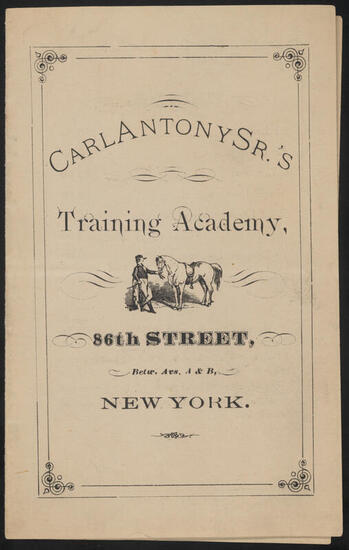 CARL ANTONY SR.'S
Training Academy,
86th STREET,
Betw. Avs. A & B,
NEW YORK.